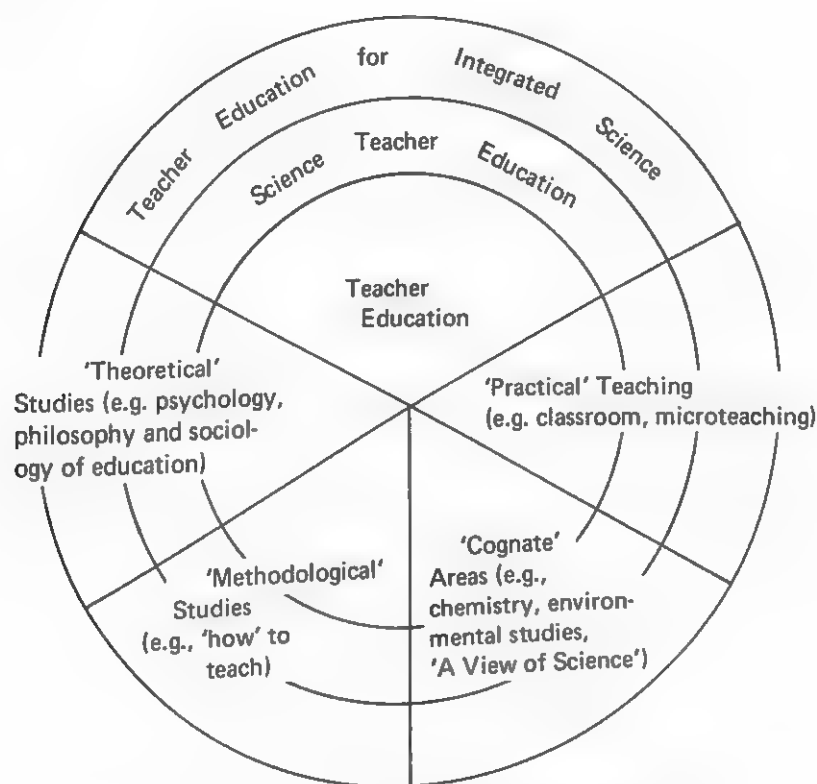 Teacher Education for Integrated Science
Science Teacher Education
Teacher
Education
'Theoretical'
Studies (e.g. psychology,
philosophy and sociol-
ogy of education)
'Practical' Teaching
(e.g. classroom, microteaching)
'Methodological'
Studies
(e.g., 'how' to
teach)
'Cognate'
Areas (e.g.,
chemistry, environ-
mental studies,
'A View of Science')